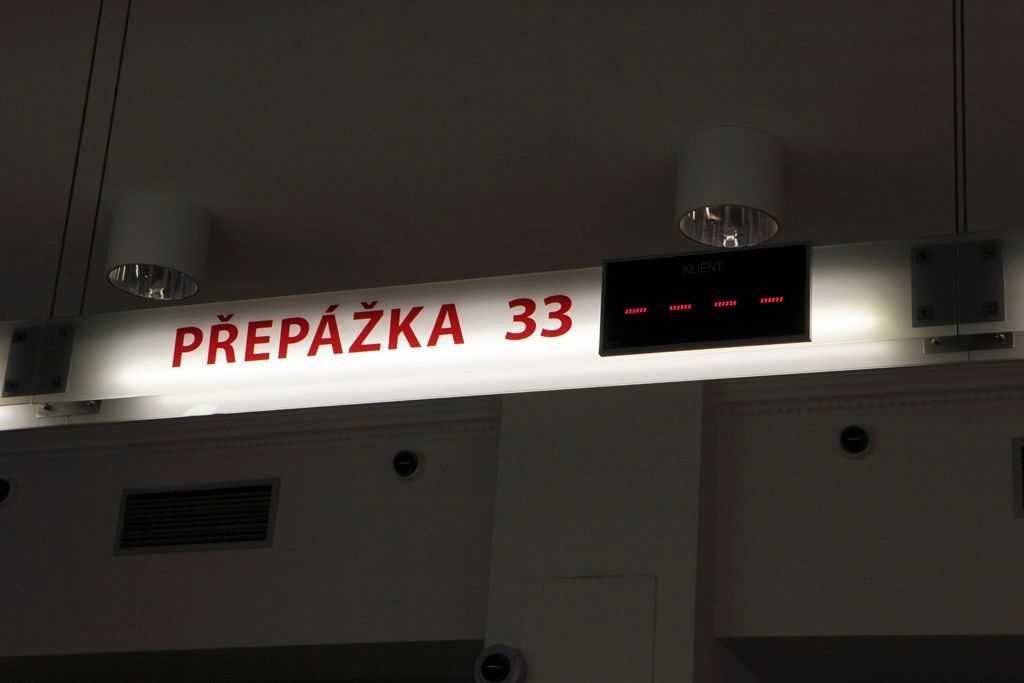 PŘEPÁŽKA 33
KLIENT
- - - -